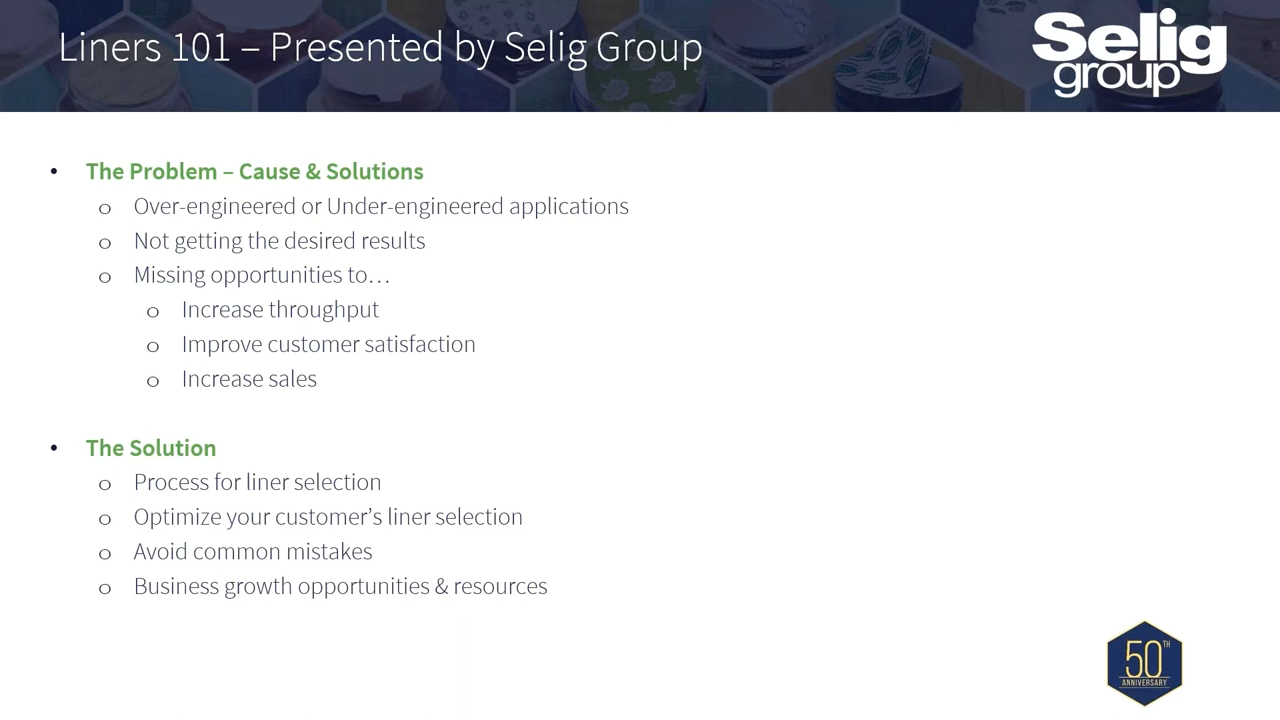 Liners 101 – Presented by Selig Group
Selig
group
• The Problem – Cause & Solutions
o Over-engineered or Under-engineered applications
o Not getting the desired results
o Missing opportunities to…
o Increase throughput
o Improve customer satisfaction
o Increase sales
• The Solution
o Process for liner selection
o Optimize your customer’s liner selection
o Avoid common mistakes
o Business growth opportunities & resources
50TH
ANNIVERSARY